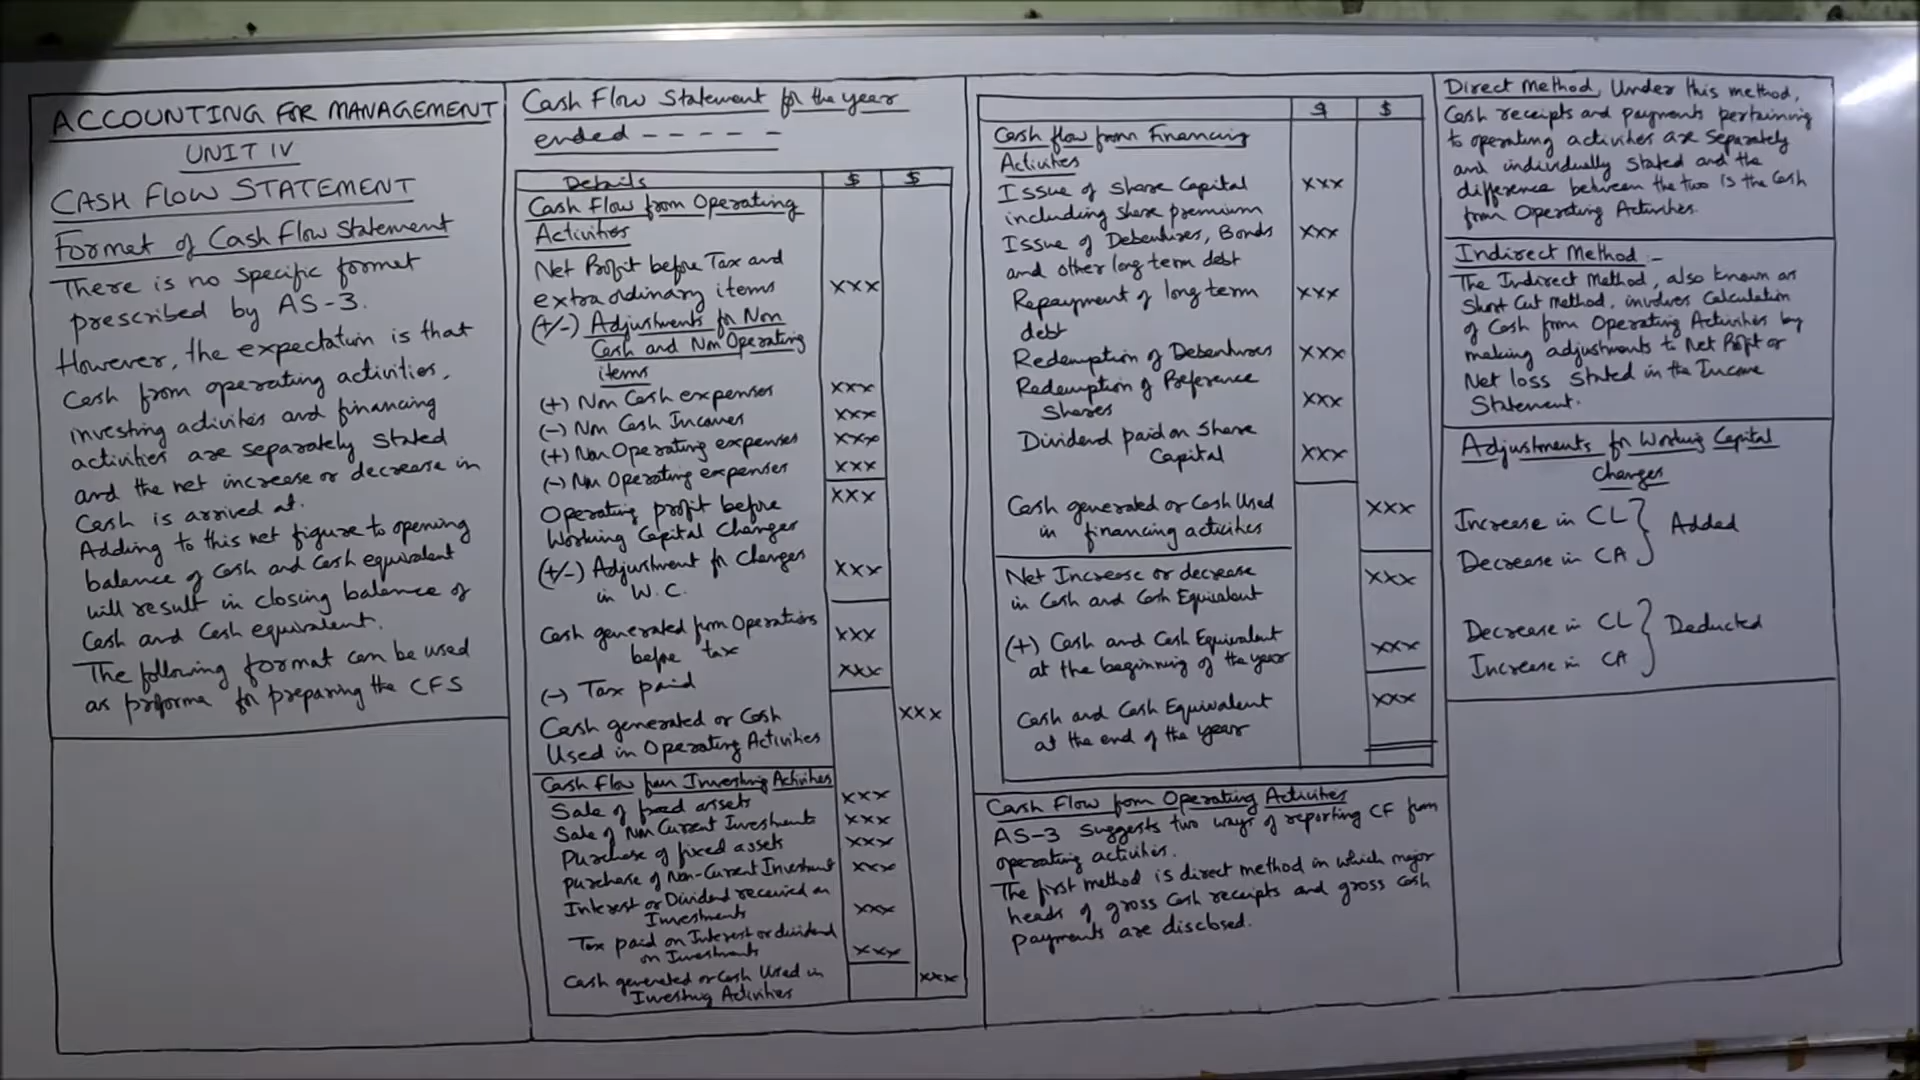 ACCOUNTING FOR MANAGEMENT
UNIT IV
CASH FLOW STATEMENT
Format of Cash Flow Statement
There is no specific format
prescribed by AS-3.
However, the expectation is that
Cash from operating activities,
investing activities and financing
activities are separately stated
and the net increase or decrease in
Cash is arrived at.
Adding to this net figure to opening
balance of Cash and Cash equivalent
will result in closing balance of
Cash and Cash equivalent.
The following format can be used
as proforma for preparing the CFS
Cash Flow Statement for the year
ended - - - - -
Details $ $
Cash Flow from Operating
Activities
Net Profit before Tax and
extraordinary items xxx
(+/-) Adjustments for Non
Cash and Non Operating
items
(+) Non Cash expenses xxx
(-) Non Cash Incomes xxx
(+) Non Operating expenses xxx
(-) Non Operating expenses xxx
Operating profit before xxx
Working Capital Changes
(+/-) Adjustment for Changes xxx
in W.C.
Cash generated from Operations xxx
before tax
(-) Tax paid xxx
Cash generated or Cash xxx
Used in Operating Activities
Cash Flow from Investing Activities
Sale of fixed assets xxx
Sale of Non Current Investments xxx
Purchase of fixed assets xxx
Purchase of Non-Current Investment xxx
Interest or Dividend received on
Investments xxx
Tax paid on Interest or dividend
on Investments xxx
Cash generated or Cash Used in xxx
Investing Activities
$ $
Cash flow from Financing
Activities
Issue of Share Capital xxx
including share premium
Issue of Debentures, Bonds xxx
and other long term debt
Repayment of long term xxx
debt
Redemption of Debentures xxx
Redemption of Preference
Shares xxx
Dividend paid on Share
Capital xxx
Cash generated or Cash Used xxx
in financing activities
Net Increase or decrease xxx
in Cash and Cash Equivalent
(+) Cash and Cash Equivalent xxx
at the beginning of the year
Cash and Cash Equivalent xxx
at the end of the year
Cash Flow from Operating Activities
AS-3 Suggests two ways of reporting CF from
operating activities.
The first method is direct method in which major
heads of gross Cash receipts and gross Cash
payments are disclosed.
Direct Method, Under this method,
Cash receipts and payments pertaining
to operating activities are Separately
and individually stated and the
difference between the two is the Cash
from Operating Activities.
Indirect Method :-
The Indirect Method, also known as
Short Cut Method, involves Calculation
of Cash from Operating Activities by
making adjustments to Net Profit or
Net loss Stated in the Income
Statement.
Adjustments for Working Capital
Changes
Increase in CL } Added
Decrease in CA
Decrease in CL } Deducted
Increase in CA